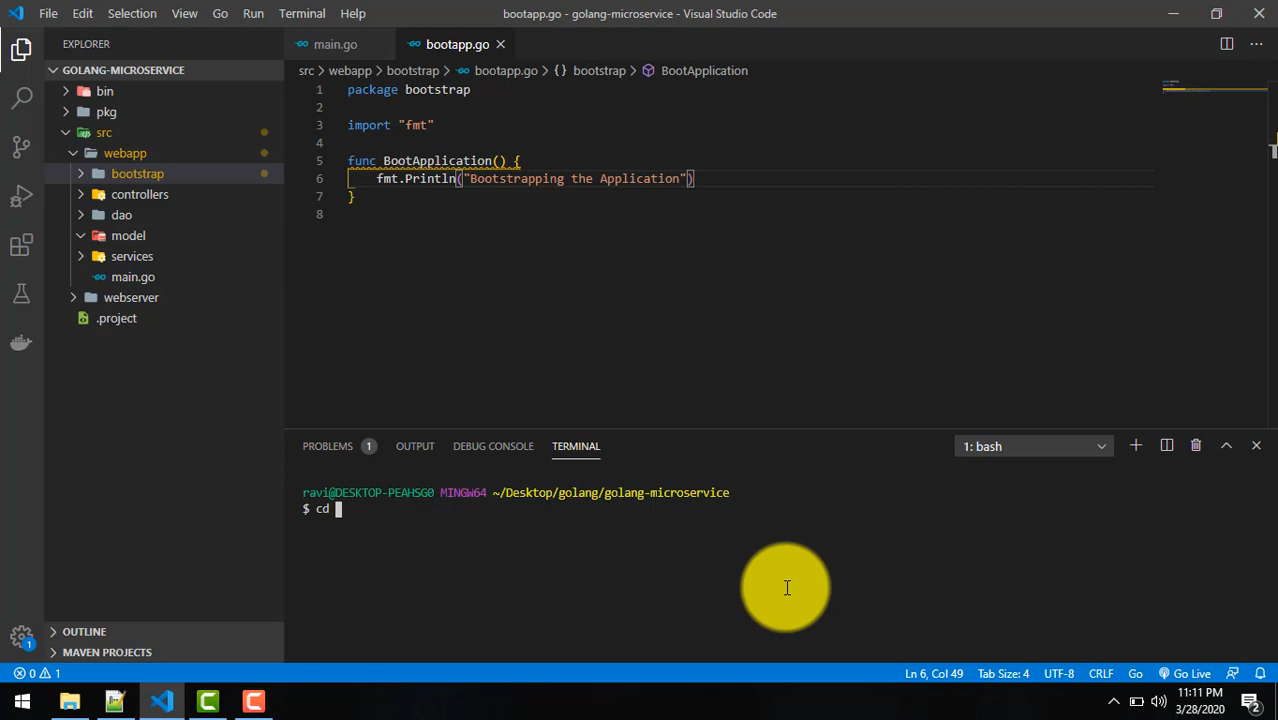 File Edit Selection View Go Run Terminal Help
bootapp.go - golang-microservice - Visual Studio Code
EXPLORER
main.go
bootapp.go
GOLANG-MICROSERVICE
bin
pkg
src
webapp
bootstrap
controllers
dao
model
services
main.go
webserver
.project
OUTLINE
MAVEN PROJECTS
src > webapp > bootstrap > bootapp.go > {} bootstrap > BootApplication
1 package bootstrap
2
3 import "fmt"
4
5 func BootApplication() {
6 fmt.Println("Bootstrapping the Application")
7 }
8
PROBLEMS 1 OUTPUT DEBUG CONSOLE TERMINAL
1: bash
ravi@DESKTOP-PEAHSG0 MINGW64 ~/Desktop/golang/golang-microservice
$ cd
1
0 1
Ln 6, Col 49 Tab Size: 4 UTF-8 CRLF Go Go Live
11:11 PM
3/28/2020
2